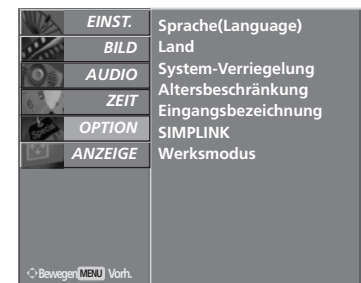 EINST.
BILD
AUDIO
ZEIT
OPTION
ANZEIGE
Sprache(Language)
Land
System-Verriegelung
Altersbeschränkung
Eingangsbezeichnung
SIMPLINK
Werksmodus
Bewegen MENU Vorh.